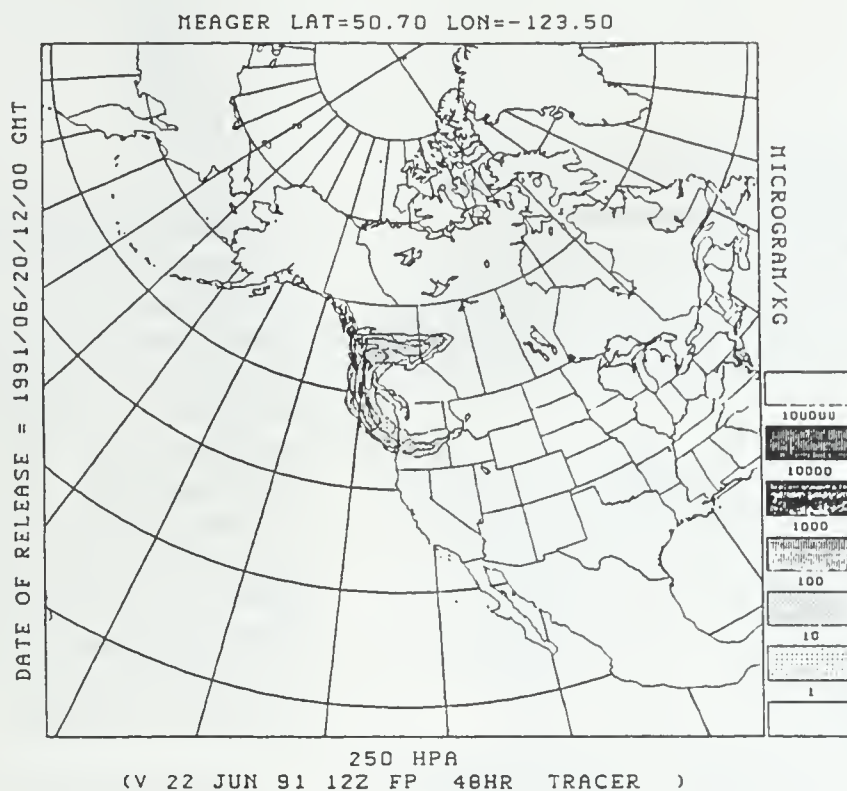 MEAGER LAT=50.70 LON=-123.50
DATE OF RELEASE = 1991/06/20/12/00 GMT
MICROGRAM/KG
100000
10000
1000
100
10
1
250 HPA
(V 22 JUN 91 12Z FP 48HR TRACER )